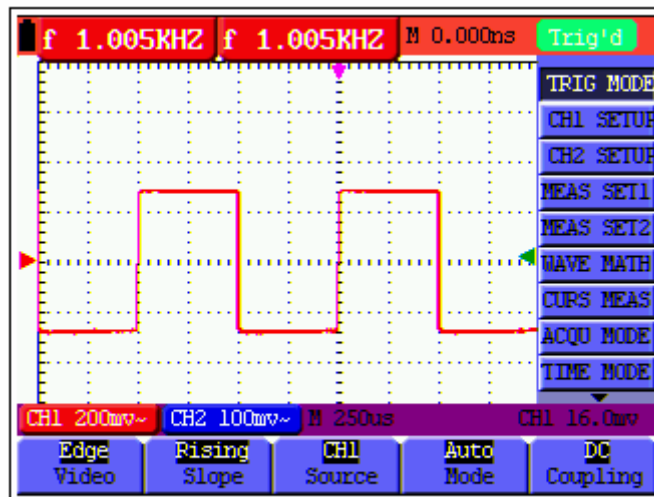 f 1.005KHZ f 1.005KHZ M 0.000ns Trig'd
TRIG MODE
CH1 SETUP
CH2 SETUP
MEAS SET1
MEAS SET2
WAVE MATH
CURS MEAS
ACQU MODE
TIME MODE
CH1 200mv~ CH2 100mv~ M 250us CH1 16.0mv
Edge Rising CH1 Auto DC
Video Slope Source Mode Coupling